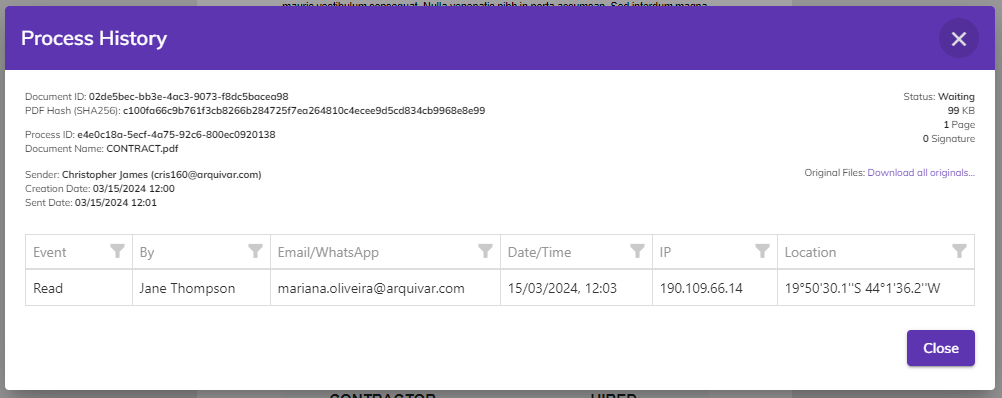 mauris vestibulum consequat. Nulla venenatis nibh in porta accumsan. Sed interdum magna
Process History
Document ID: 02de5bec-bb3e-4ac3-9073-f8dc5bacea98
PDF Hash (SHA256): c100fa66c9b761f3cb8266b284725f7ea264810c4ecee9d5cd834cb9968e8e99
Process ID: e4e0c18a-5ecf-4a75-92c6-800ec0920138
Document Name: CONTRACT.pdf
Sender: Christopher James (cris160@arquivar.com)
Creation Date: 03/15/2024 12:00
Sent Date: 03/15/2024 12:01
Status: Waiting
99 KB
1 Page
0 Signature
Original Files: Download all originals...
Event By Email/WhatsApp Date/Time IP Location
Read Jane Thompson mariana.oliveira@arquivar.com 15/03/2024, 12:03 190.109.66.14 19°50'30.1''S 44°1'36.2''W
Close
CONTRACTOR HIRED